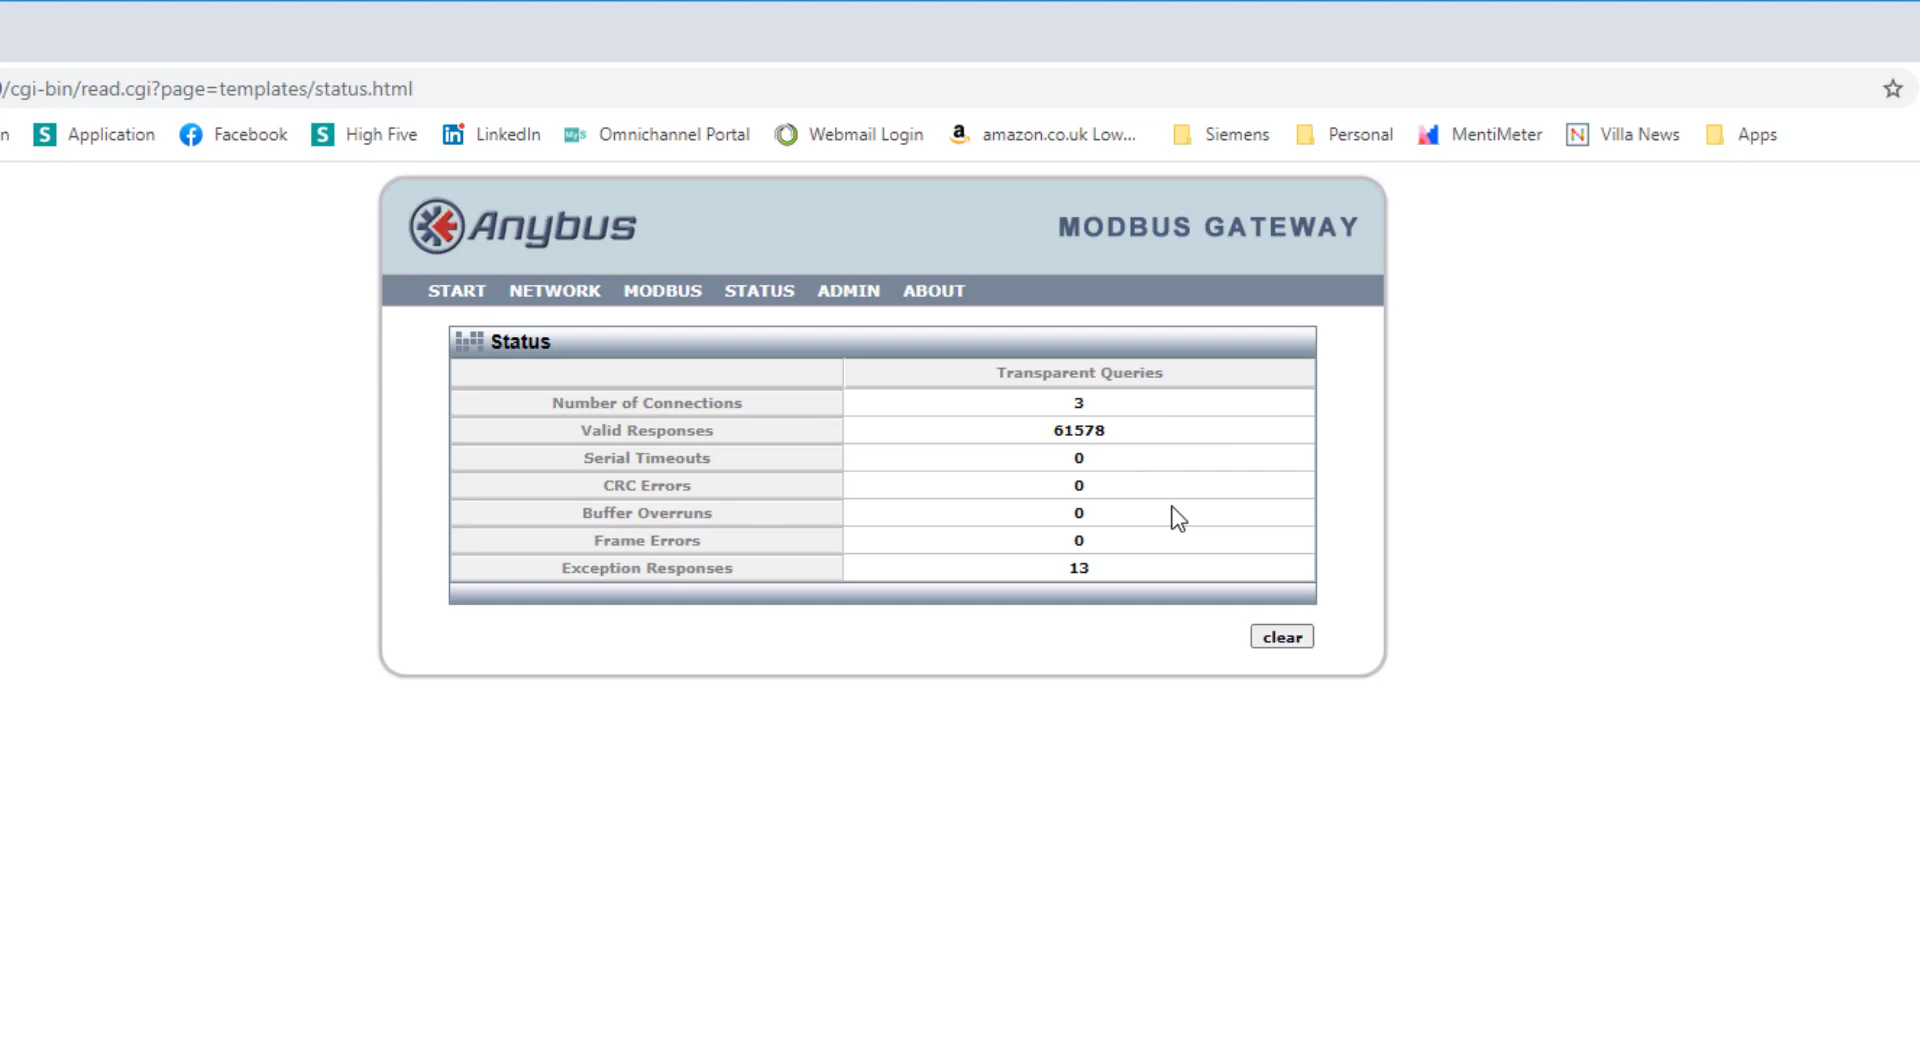 /cgi-bin/read.cgi?page=templates/status.html
n Application Facebook High Five LinkedIn Omnichannel Portal Webmail Login amazon.co.uk Low... Siemens Personal MentiMeter Villa News Apps
Anybus MODBUS GATEWAY
START NETWORK MODBUS STATUS ADMIN ABOUT
Status
Transparent Queries
Number of Connections 3
Valid Responses 61578
Serial Timeouts 0
CRC Errors 0
Buffer Overruns 0
Frame Errors 0
Exception Responses 13
clear